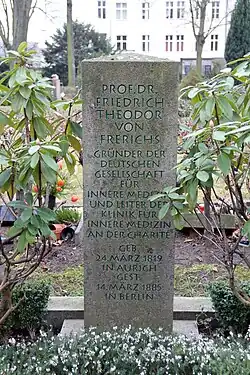 PROF. DR.
FRIEDRICH
THEODOR
VON
FRERICHS
GRÜNDER DER
DEUTSCHEN
GESELLSCHAFT
FÜR
INNERE MEDIZIN
UND LEITER DER
KLINIK FÜR
INNERE MEDIZIN
AN DER CHARITÉ
GEB.
24. MÄRZ 1819
IN AURICH
GEST.
14. MÄRZ 1885
IN BERLIN